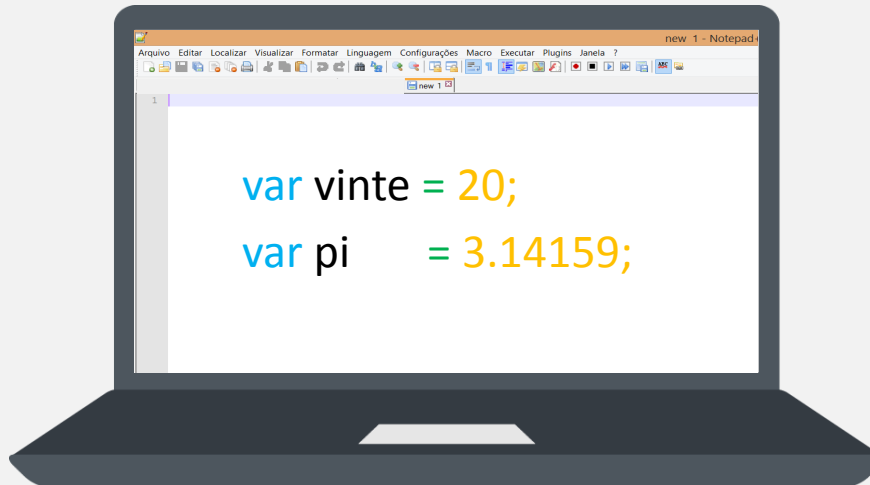 new 1 - Notepad
Arquivo Editar Localizar Visualizar Formatar Linguagem Configurações Macro Executar Plugins Janela ?
new 1
1
var vinte = 20;
var pi = 3.14159;